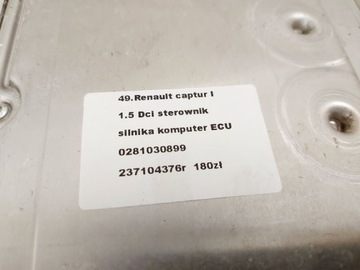 49.Renault captur I
1.5 Dci sterownik
silnika komputer ECU
0281030899
237104376r 180zł